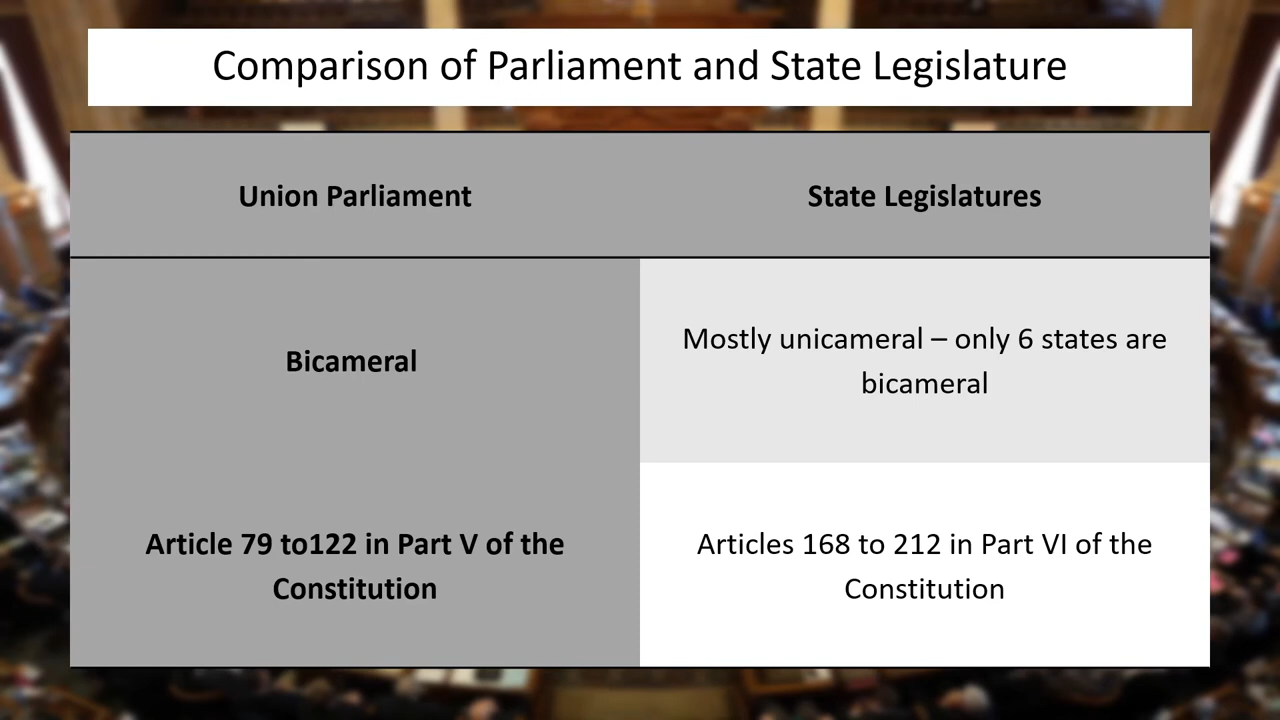 Comparison of Parliament and State Legislature
Union Parliament
State Legislatures
Bicameral
Mostly unicameral – only 6 states are
bicameral
Article 79 to122 in Part V of the
Constitution
Articles 168 to 212 in Part VI of the
Constitution